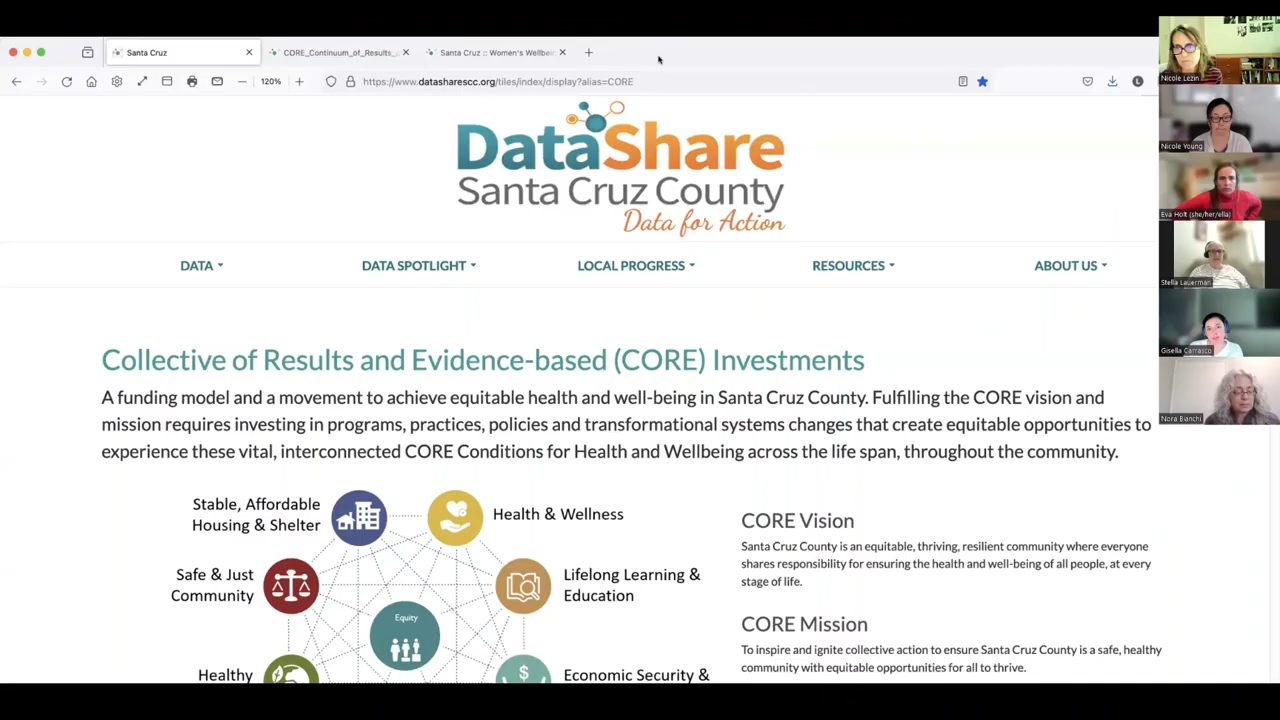 Santa Cruz
CORE_Continuum_of_Results_
Santa Cruz :: Women's Wellbei
120%
https://www.datasharescc.org/tiles/index/display?alias=CORE
L
DataShare
Santa Cruz County
Data for Action
DATA
DATA SPOTLIGHT
LOCAL PROGRESS
RESOURCES
ABOUT US
Collective of Results and Evidence-based (CORE) Investments
A funding model and a movement to achieve equitable health and well-being in Santa Cruz County. Fulfilling the CORE vision and
mission requires investing in programs, practices, policies and transformational systems changes that create equitable opportunities to
experience these vital, interconnected CORE Conditions for Health and Wellbeing across the life span, throughout the community.
Stable, Affordable
Housing & Shelter
Health & Wellness
Safe & Just
Community
Lifelong Learning &
Education
Equity
Healthy
Economic Security &
CORE Vision
Santa Cruz County is an equitable, thriving, resilient community where everyone
shares responsibility for ensuring the health and well-being of all people, at every
stage of life.
CORE Mission
To inspire and ignite collective action to ensure Santa Cruz County is a safe, healthy
community with equitable opportunities for all to thrive.
Nicole Lezin
Nicole Young
Eva Holt (she/her/ella)
Stella Lauerman
Gisella Carrasco
Nora Bianchi